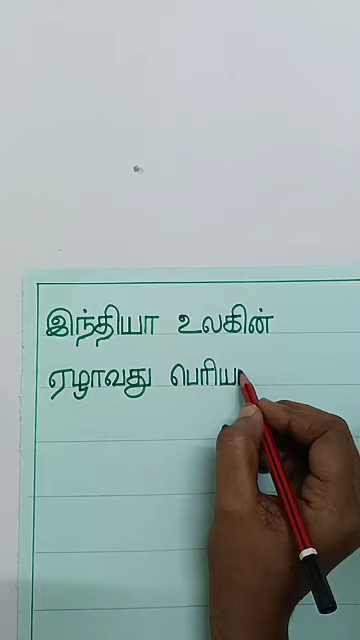 இந்தியா உலகின்
ஏழாவது பெரிய